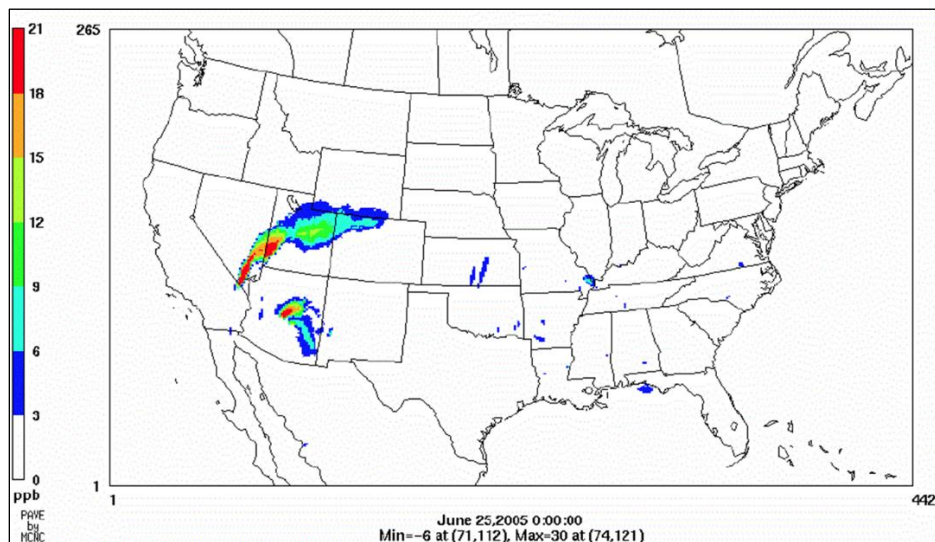 21
18
15
12
9
6
3
0
ppb
PAVE
by
MCNC
265
1
1
442
June 25,2005 0:00:00
Min=-6 at (71,112), Max=30 at (74,121)